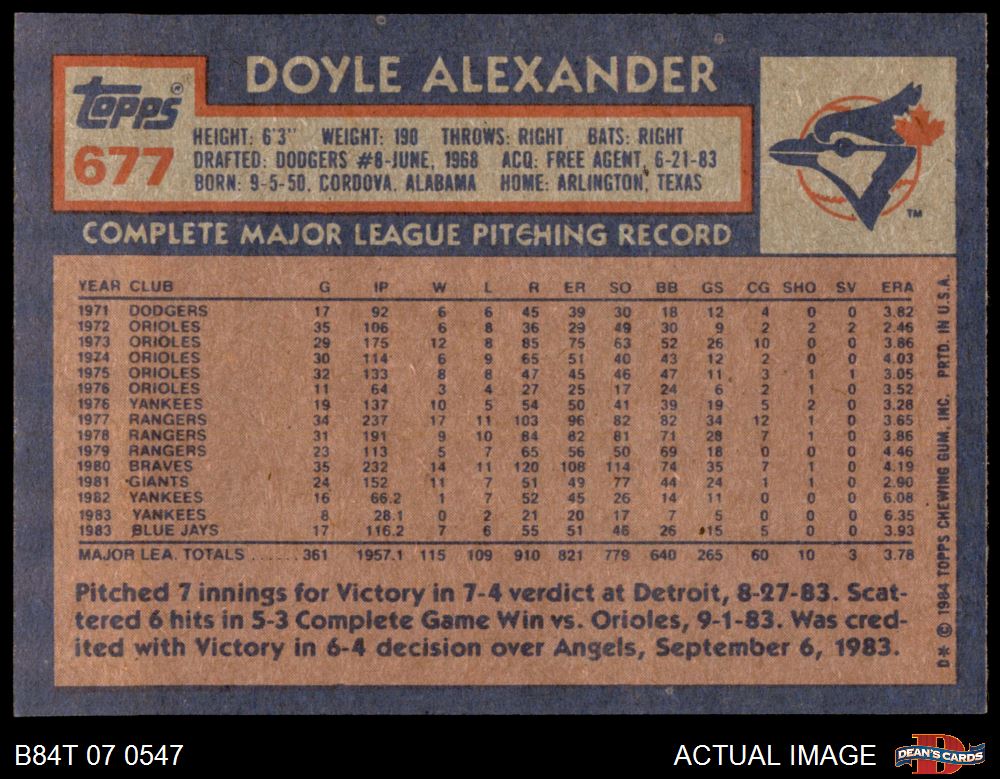 DOYLE ALEXANDER
Topps®
677
HEIGHT: 6'3" WEIGHT: 190 THROWS: RIGHT BATS: RIGHT
DRAFTED: DODGERS #8-JUNE, 1968 ACQ: FREE AGENT, 6-21-83
BORN: 9-5-50, CORDOVA, ALABAMA HOME: ARLINGTON, TEXAS
TM
COMPLETE MAJOR LEAGUE PITCHING RECORD
YEAR CLUB G IP W L R ER SO BB GS CG SHO SV ERA
1971 DODGERS 17 92 6 6 45 39 30 18 12 4 0 0 3.82
1972 ORIOLES 35 106 6 8 36 29 49 30 9 2 2 2 2.46
1973 ORIOLES 29 175 12 8 85 75 63 52 26 10 0 0 3.86
1974 ORIOLES 30 114 6 9 65 51 40 43 12 2 0 0 4.03
1975 ORIOLES 32 133 8 8 47 45 46 47 11 3 1 1 3.05
1976 ORIOLES 11 64 3 4 27 25 17 24 6 2 1 0 3.52
1976 YANKEES 19 137 10 5 54 50 41 39 19 5 2 0 3.28
1977 RANGERS 34 237 17 11 103 96 82 82 34 12 1 0 3.65
1978 RANGERS 31 191 9 10 84 82 81 71 28 7 1 0 3.86
1979 RANGERS 23 113 5 7 65 56 50 69 18 0 0 0 4.46
1980 BRAVES 35 232 14 11 120 108 114 74 35 7 1 0 4.19
1981 GIANTS 24 152 11 7 51 49 77 44 24 1 1 0 2.90
1982 YANKEES 16 66.2 1 7 52 45 26 14 11 0 0 0 6.08
1983 YANKEES 8 28.1 0 2 21 20 17 7 5 0 0 0 6.35
1983 BLUE JAYS 17 116.2 7 6 55 51 46 26 15 5 0 0 3.93
MAJOR LEA. TOTALS ...... 361 1957.1 115 109 910 821 779 640 265 60 10 3 3.78
Pitched 7 innings for Victory in 7-4 verdict at Detroit, 8-27-83. Scat-
tered 6 hits in 5-3 Complete Game Win vs. Orioles, 9-1-83. Was cred-
ited with Victory in 6-4 decision over Angels, September 6, 1983.
D* © 1984 TOPPS CHEWING GUM, INC. PRTD. IN U.S.A.
B84T 07 0547
ACTUAL IMAGE
DEAN'S CARDS